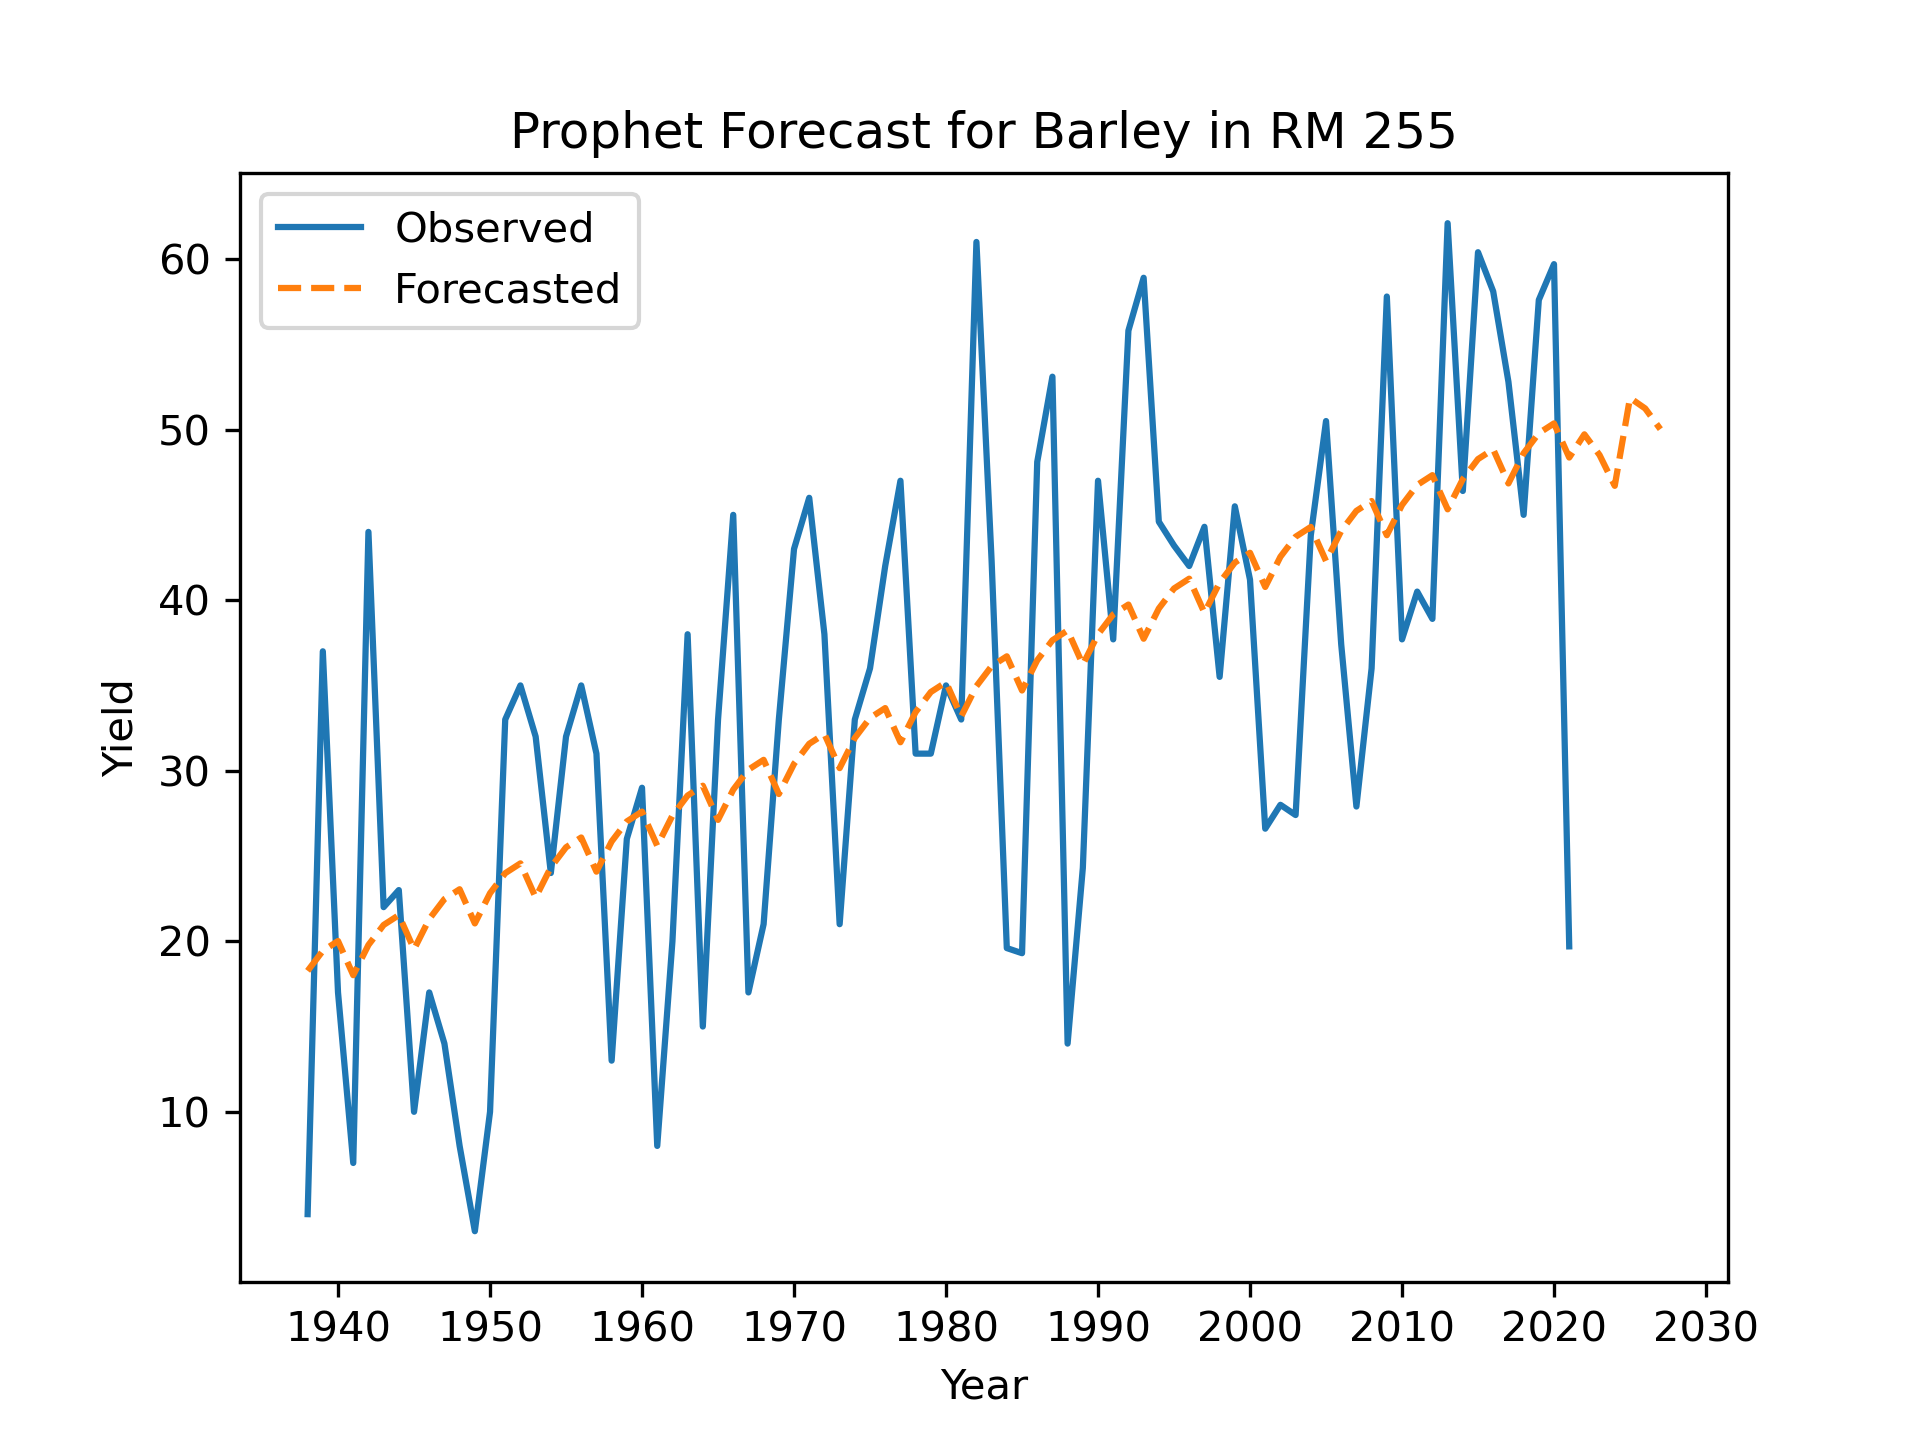 Prophet Forecast for Barley in RM 255
Observed
Forecasted
60
50
40
30
20
10
Yield
1940 1950 1960 1970 1980 1990 2000 2010 2020 2030
Year